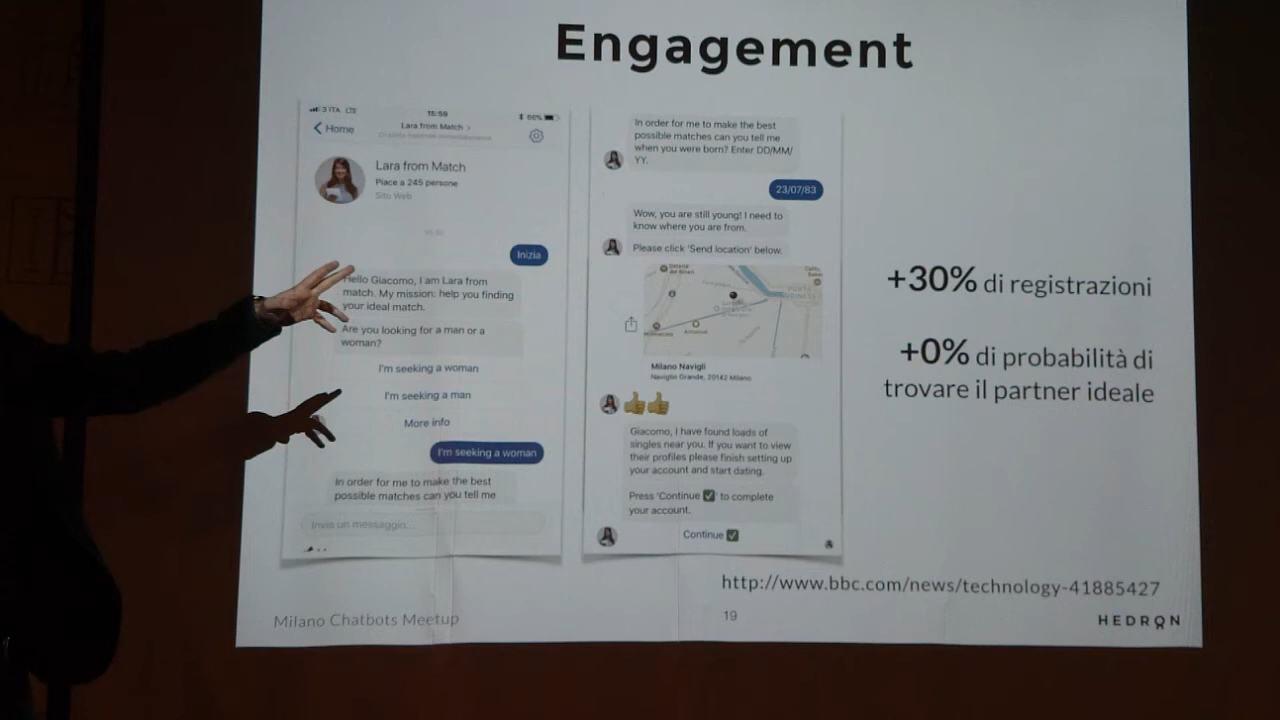 Engagement
3 ITA LTE
15:59
66%
Home
Lara from Match >
Lara from Match
Piace a 245 persone
Sito Web
Inizia
Hello Giacomo, I am Lara from
match. My mission: help you finding
your ideal match.
Are you looking for a man or a
woman?
I'm seeking a woman
I'm seeking a man
More info
I'm seeking a woman
In order for me to make the best
possible matches can you tell me
Invia un messaggio...
In order for me to make the best
possible matches can you tell me
when you were born? Enter DD/MM/
YY.
23/07/83
Wow, you are still young! I need to
know where you are from.
Please click 'Send location' below.
Milano Navigli
Naviglio Grande, 20142 Milano
Giacomo, I have found loads of
singles near you. If you want to view
their profiles please finish setting up
your account and start dating.
Press 'Continue ✅' to complete
your account.
Continue ✅
+30% di registrazioni
+0% di probabilità di
trovare il partner ideale
http://www.bbc.com/news/technology-41885427
Milano Chatbots Meetup
19
HEDRON